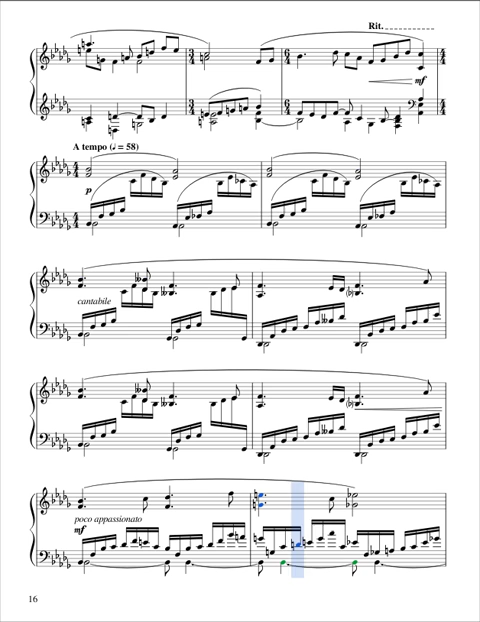 Rit.
mf
A tempo (♩ = 58)
p
cantabile
poco appassionato
mf
16